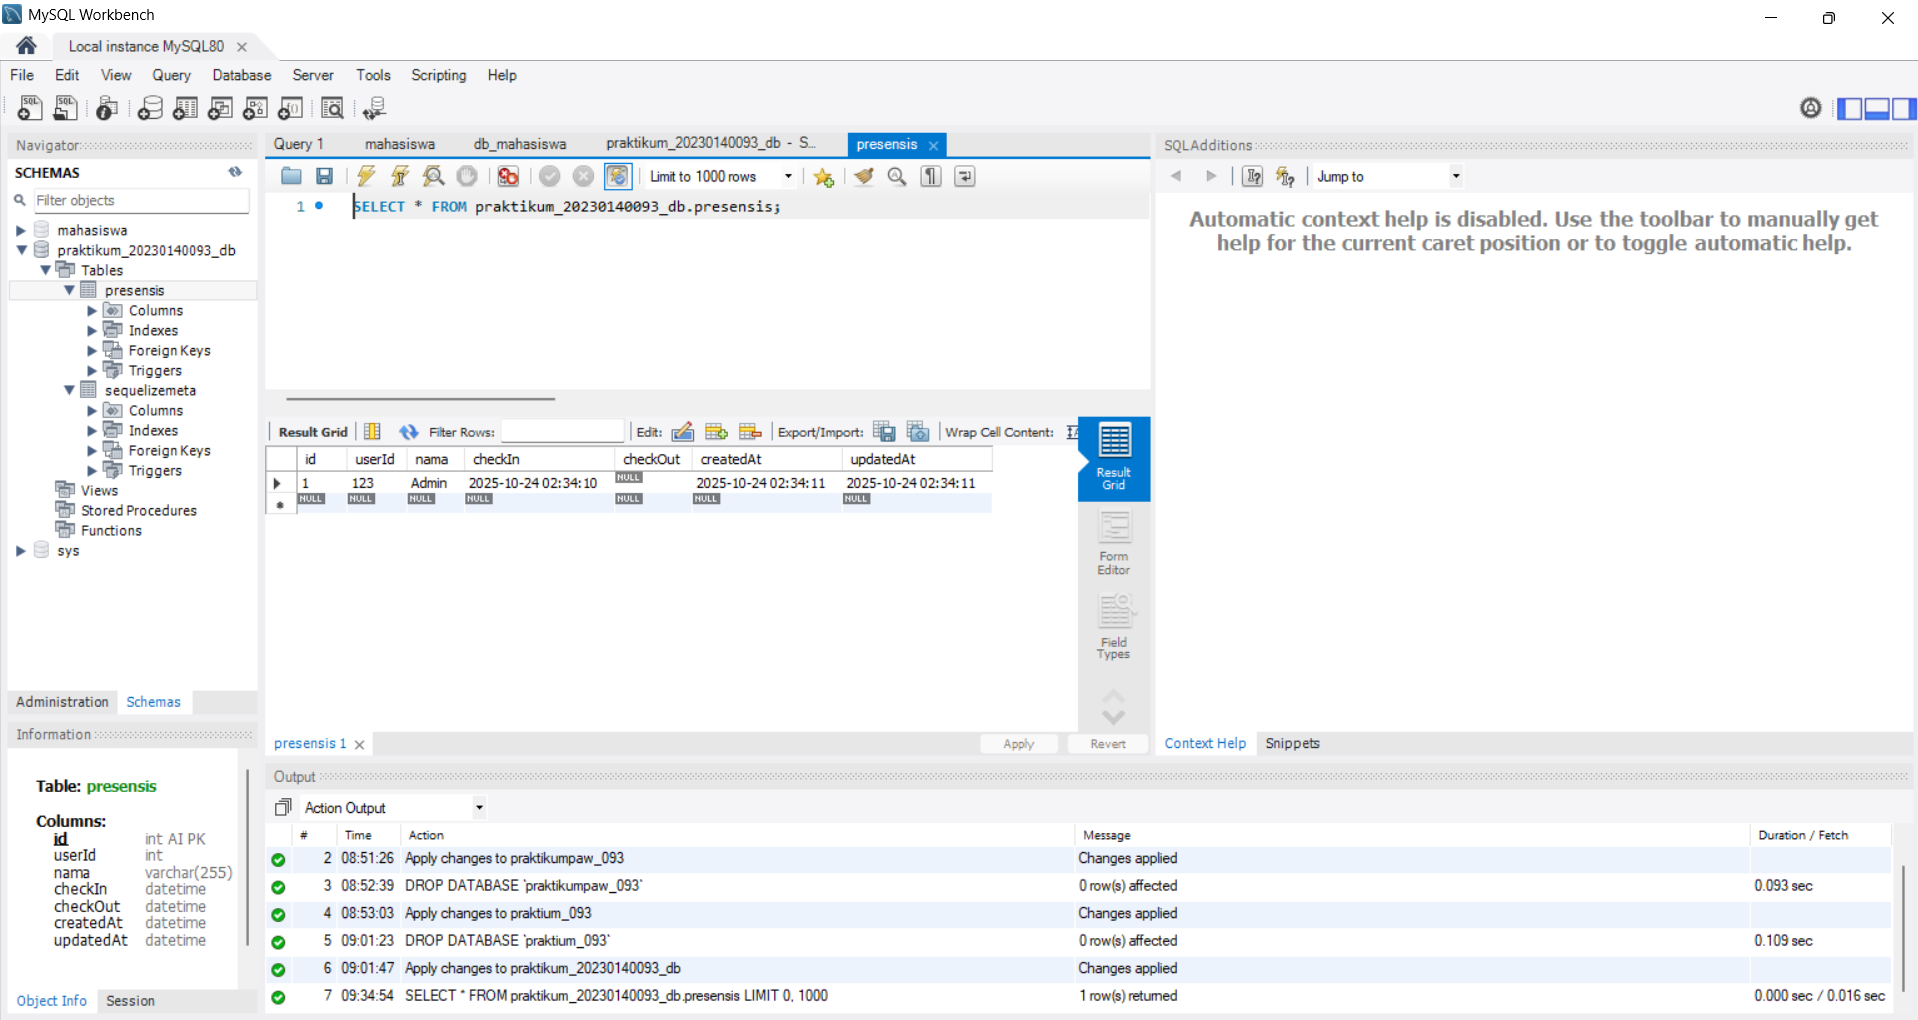 MySQL Workbench
Local instance MySQL80
File Edit View Query Database Server Tools Scripting Help
Navigator
SCHEMAS
Filter objects
mahasiswa
praktikum_20230140093_db
Tables
presensis
Columns
Indexes
Foreign Keys
Triggers
sequelizemeta
Columns
Indexes
Foreign Keys
Triggers
Views
Stored Procedures
Functions
sys
Administration Schemas
Information
Table: presensis
Columns:
id int AI PK
userId int
nama varchar(255)
checkIn datetime
checkOut datetime
createdAt datetime
updatedAt datetime
Object Info Session
Query 1 mahasiswa db_mahasiswa praktikum_20230140093_db - S... presensis
Limit to 1000 rows
1 SELECT * FROM praktikum_20230140093_db.presensis;
Result Grid Filter Rows: Edit: Export/Import: Wrap Cell Content:
id userId nama checkIn checkOut createdAt updatedAt
1 123 Admin 2025-10-24 02:34:10 NULL 2025-10-24 02:34:11 2025-10-24 02:34:11
NULL NULL NULL NULL NULL NULL NULL
Result
Grid
Form
Editor
Field
Types
presensis 1
Apply Revert
SQLAdditions
Jump to
Automatic context help is disabled. Use the toolbar to manually get
help for the current caret position or to toggle automatic help.
Context Help Snippets
Output
Action Output
# Time Action Message Duration / Fetch
2 08:51:26 Apply changes to praktikumpaw_093 Changes applied
3 08:52:39 DROP DATABASE `praktikumpaw_093` 0 row(s) affected 0.093 sec
4 08:53:03 Apply changes to praktium_093 Changes applied
5 09:01:23 DROP DATABASE `praktium_093` 0 row(s) affected 0.109 sec
6 09:01:47 Apply changes to praktikum_20230140093_db Changes applied
7 09:34:54 SELECT * FROM praktikum_20230140093_db.presensis LIMIT 0, 1000 1 row(s) returned 0.000 sec / 0.016 sec